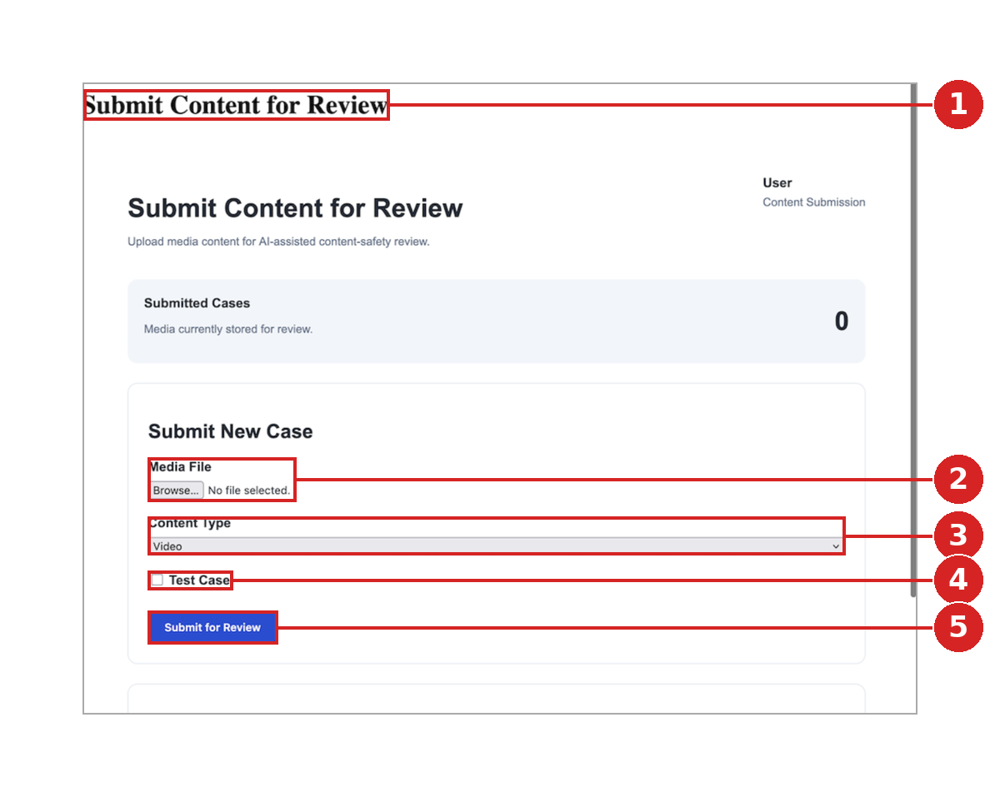 Submit Content for Review
1
User
Content Submission
Submit Content for Review
Upload media content for AI-assisted content-safety review.
Submitted Cases
Media currently stored for review.
0
Submit New Case
Media File
Browse... No file selected.
2
Content Type
Video
3
Test Case
4
Submit for Review
5